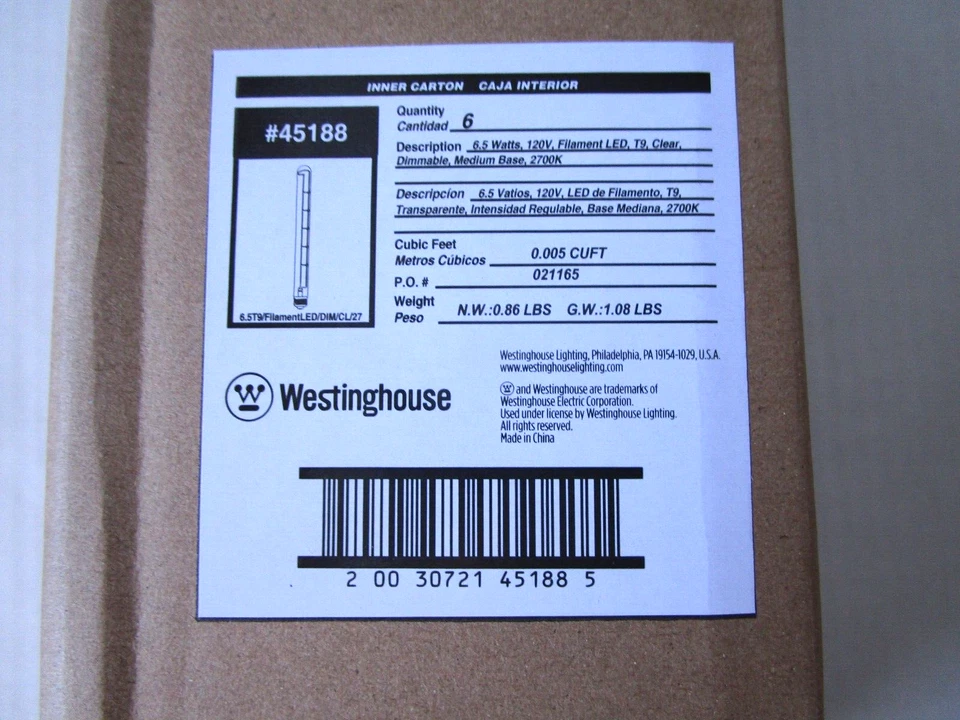 INNER CARTON CAJA INTERIOR
#45188
6.5T9/FilamentLED/DIM/CL/27
Quantity
Cantidad 6
Description 6.5 Watts, 120V, Filament LED, T9, Clear,
Dimmable, Medium Base, 2700K
Descripcion 6.5 Vatios, 120V, LED de Filamento, T9,
Transparente, Intensidad Regulable, Base Mediana, 2700K
Cubic Feet
Metros Cúbicos 0.005 CUFT
P.O. # 021165
Weight
Peso N.W.:0.86 LBS G.W.:1.08 LBS
Westinghouse Lighting, Philadelphia, PA 19154-1029, U.S.A.
www.westinghouselighting.com
W Westinghouse
W and Westinghouse are trademarks of
Westinghouse Electric Corporation.
Used under license by Westinghouse Lighting.
All rights reserved.
Made in China
2 00 30721 45188 5